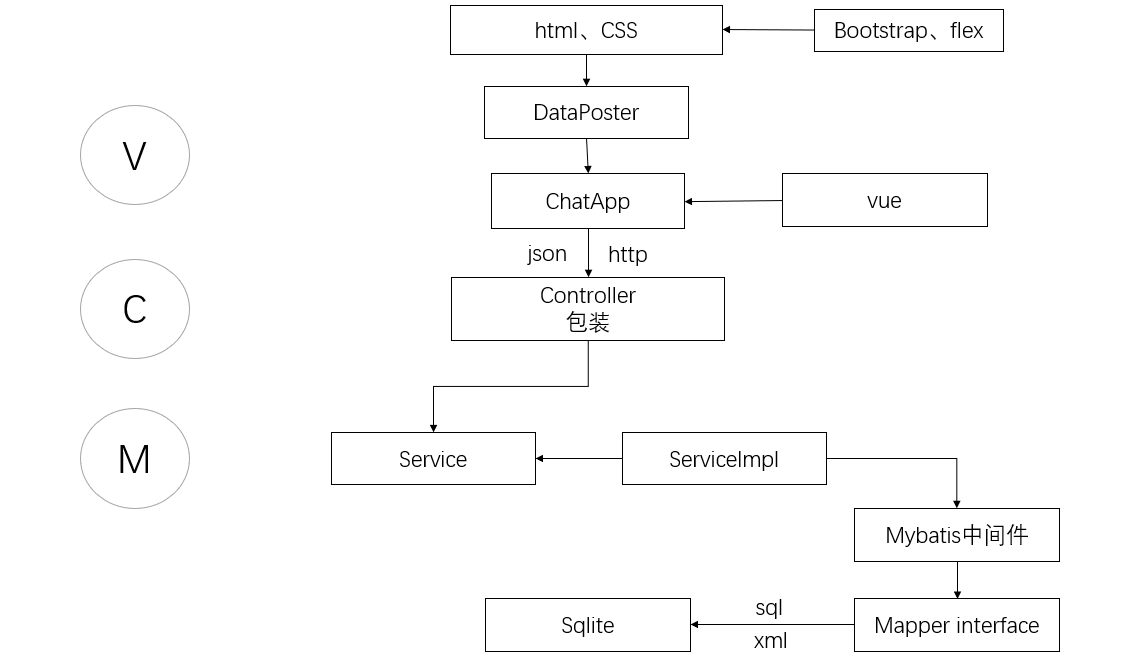 html、CSS
Bootstrap、flex
DataPoster
V
ChatApp
vue
json
http
C
Controller
包装
M
Service
ServiceImpl
Mybatis中间件
sql
Sqlite
Mapper interface
xml